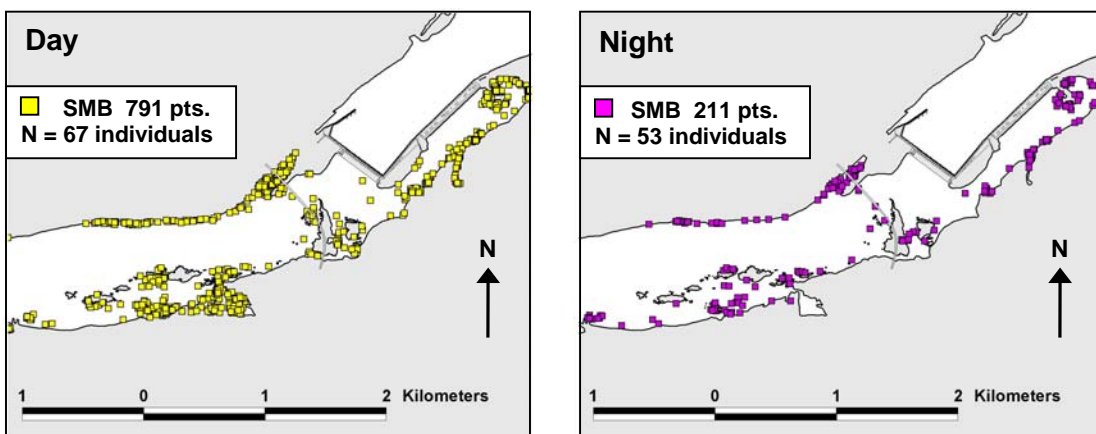 Day
SMB 791 pts.
N = 67 individuals
N
1 0 1 2 Kilometers
Night
SMB 211 pts.
N = 53 individuals
N
1 0 1 2 Kilometers